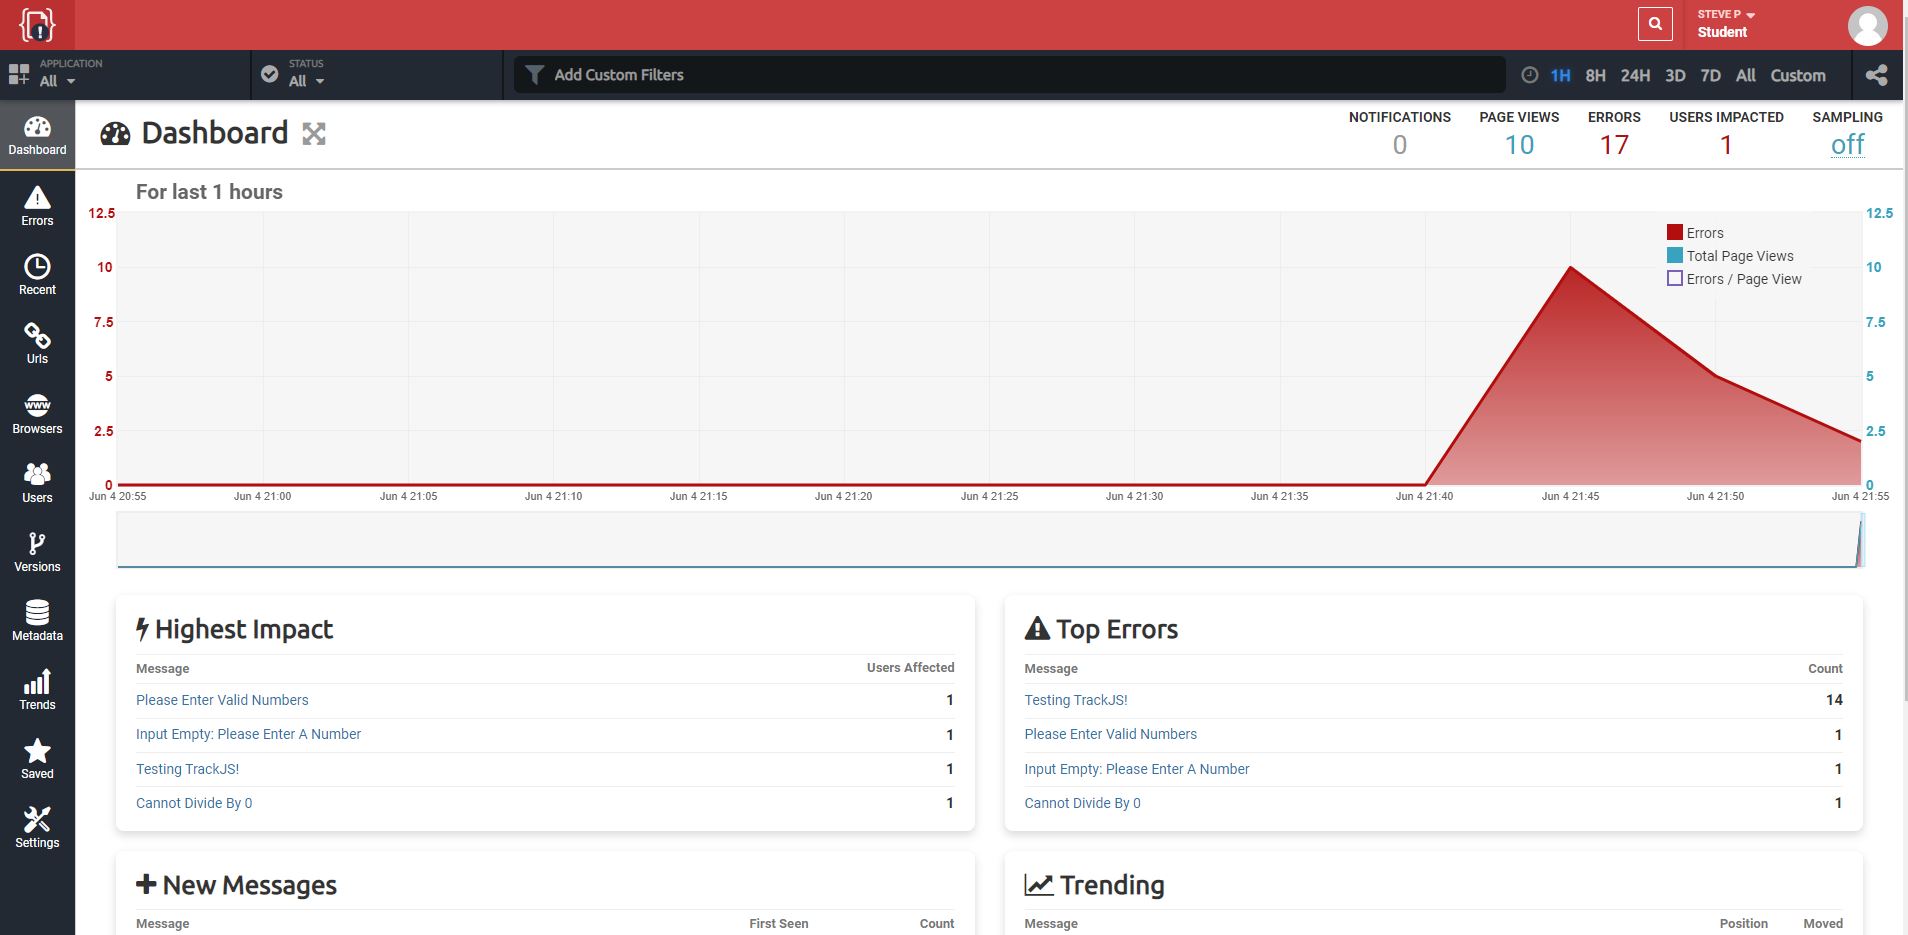 STEVE P
Student
APPLICATION
All
STATUS
All
Add Custom Filters
1H 8H 24H 3D 7D All Custom
Dashboard
Errors
Recent
Urls
WWW
Browsers
Users
Versions
Metadata
Trends
Saved
Settings
Dashboard
NOTIFICATIONS PAGE VIEWS ERRORS USERS IMPACTED SAMPLING
0 10 17 1 off
For last 1 hours
12.5 12.5
10 10
7.5 7.5
5 5
2.5 2.5
0 0
Errors
Total Page Views
Errors / Page View
Jun 4 20:55 Jun 4 21:00 Jun 4 21:05 Jun 4 21:10 Jun 4 21:15 Jun 4 21:20 Jun 4 21:25 Jun 4 21:30 Jun 4 21:35 Jun 4 21:40 Jun 4 21:45 Jun 4 21:50 Jun 4 21:55
Highest Impact
Message Users Affected
Please Enter Valid Numbers 1
Input Empty: Please Enter A Number 1
Testing TrackJS! 1
Cannot Divide By 0 1
Top Errors
Message Count
Testing TrackJS! 14
Please Enter Valid Numbers 1
Input Empty: Please Enter A Number 1
Cannot Divide By 0 1
New Messages
Message First Seen Count
Trending
Message Position Moved